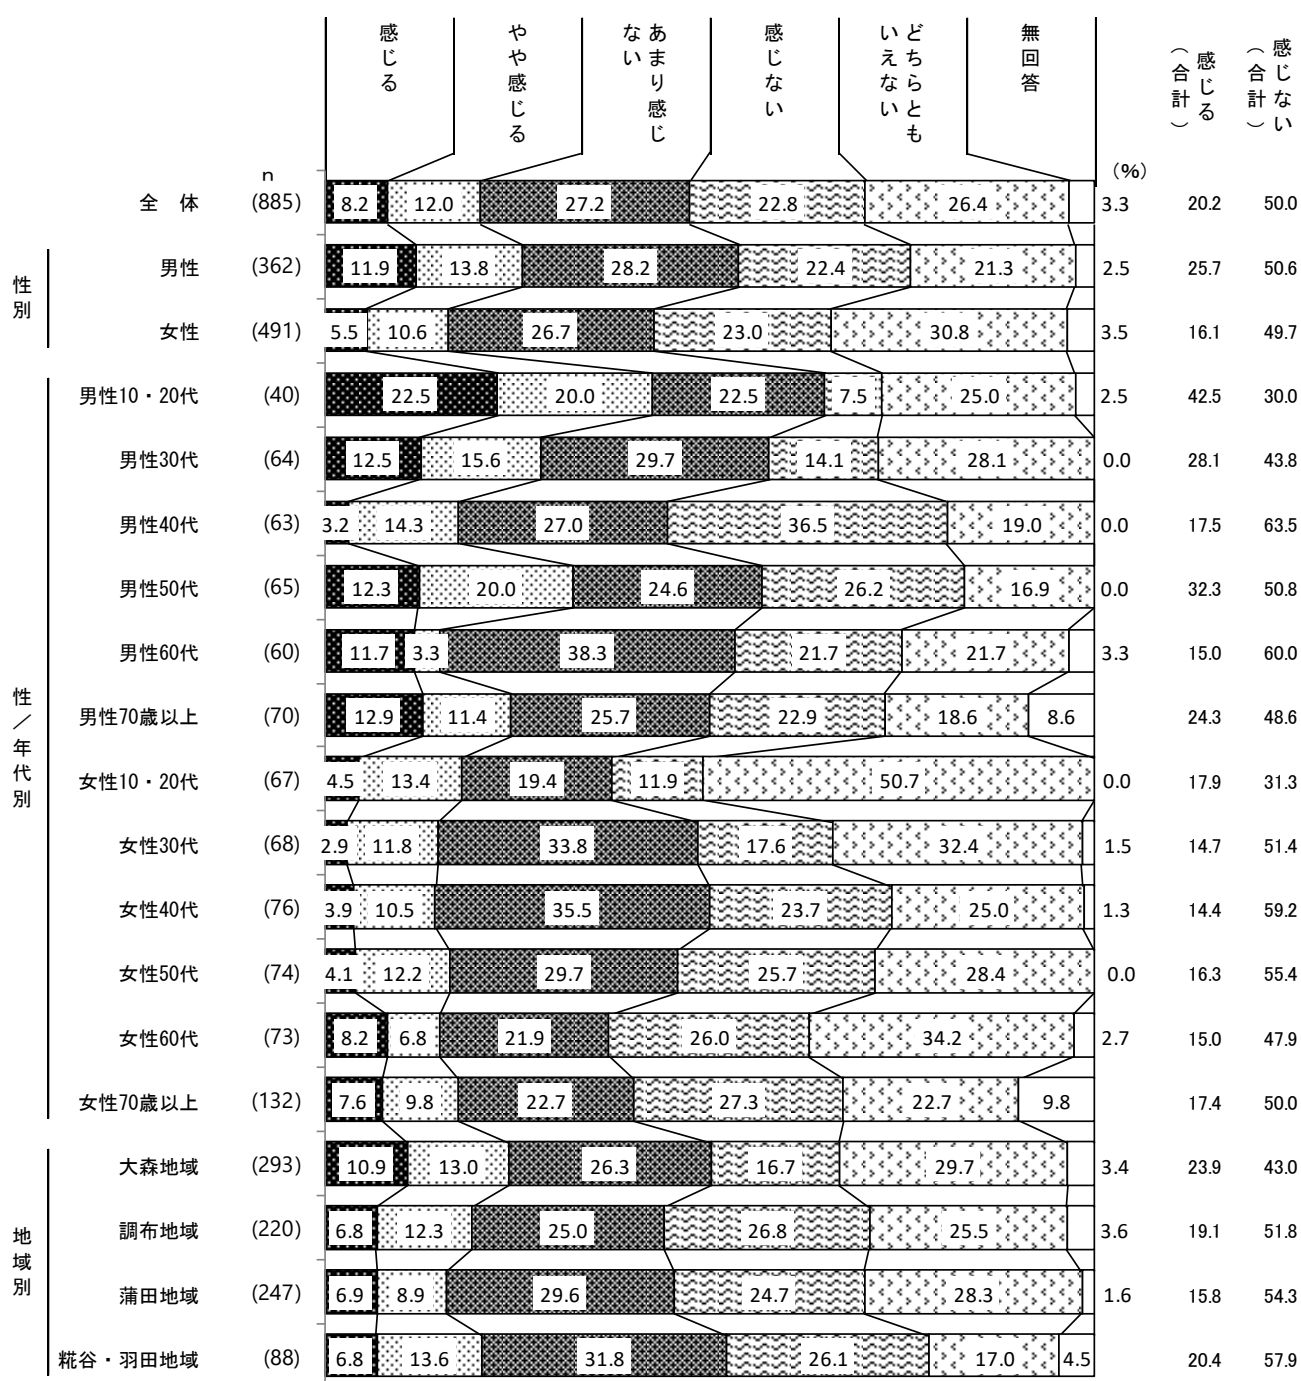 感じる
やや感じる
あまり感じ
ない
感じない
どちらとも
いえない
無回答
感じる
（合計）
感じない
（合計）
n
(%)
全　体 (885) 8.2 12.0 27.2 22.8 26.4 3.3 20.2 50.0
性別
男性 (362) 11.9 13.8 28.2 22.4 21.3 2.5 25.7 50.6
女性 (491) 5.5 10.6 26.7 23.0 30.8 3.5 16.1 49.7
性／年代別
男性10・20代 (40) 22.5 20.0 22.5 7.5 25.0 2.5 42.5 30.0
男性30代 (64) 12.5 15.6 29.7 14.1 28.1 0.0 28.1 43.8
男性40代 (63) 3.2 14.3 27.0 36.5 19.0 0.0 17.5 63.5
男性50代 (65) 12.3 20.0 24.6 26.2 16.9 0.0 32.3 50.8
男性60代 (60) 11.7 3.3 38.3 21.7 21.7 3.3 15.0 60.0
男性70歳以上 (70) 12.9 11.4 25.7 22.9 18.6 8.6 24.3 48.6
女性10・20代 (67) 4.5 13.4 19.4 11.9 50.7 0.0 17.9 31.3
女性30代 (68) 2.9 11.8 33.8 17.6 32.4 1.5 14.7 51.4
女性40代 (76) 3.9 10.5 35.5 23.7 25.0 1.3 14.4 59.2
女性50代 (74) 4.1 12.2 29.7 25.7 28.4 0.0 16.3 55.4
女性60代 (73) 8.2 6.8 21.9 26.0 34.2 2.7 15.0 47.9
女性70歳以上 (132) 7.6 9.8 22.7 27.3 22.7 9.8 17.4 50.0
地域別
大森地域 (293) 10.9 13.0 26.3 16.7 29.7 3.4 23.9 43.0
調布地域 (220) 6.8 12.3 25.0 26.8 25.5 3.6 19.1 51.8
蒲田地域 (247) 6.9 8.9 29.6 24.7 28.3 1.6 15.8 54.3
糀谷・羽田地域 (88) 6.8 13.6 31.8 26.1 17.0 4.5 20.4 57.9